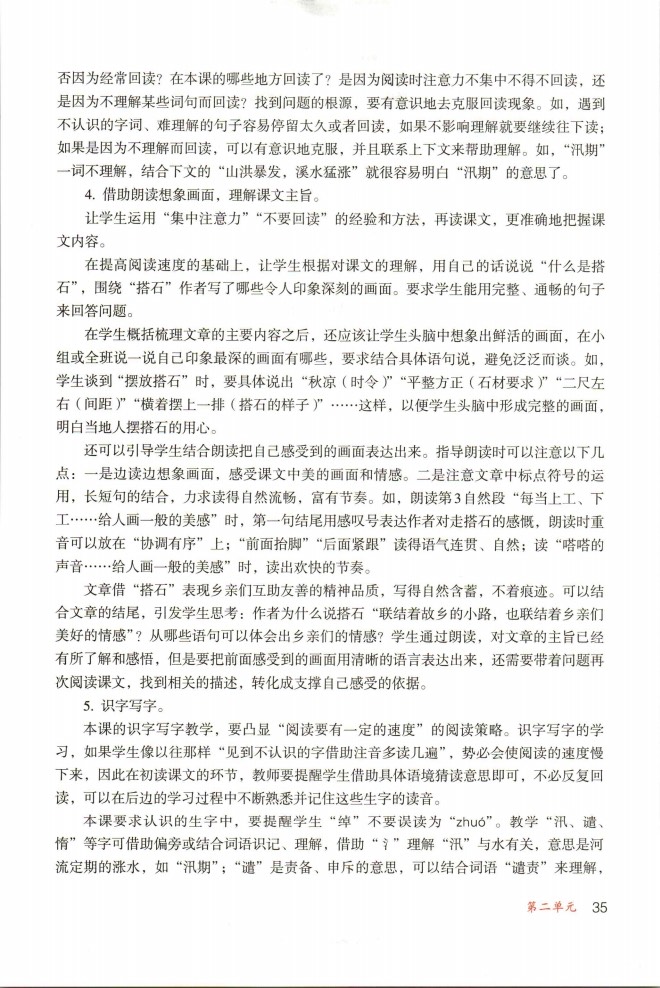 否因为经常回读？在本课的哪些地方回读了？是因为阅读时注意力不集中不得不回读，还
是因为不理解某些词句而回读？找到问题的根源，要有意识地去克服回读现象。如，遇到
不认识的字词、难理解的句子容易停留太久或者回读，如果不影响理解就要继续往下读；
如果是因为不理解而回读，可以有意识地克服，并且联系上下文来帮助理解。如，“汛期”
一词不理解，结合下文的“山洪暴发，溪水猛涨”就很容易明白“汛期”的意思了。
4. 借助朗读想象画面，理解课文主旨。
让学生运用“集中注意力”“不要回读”的经验和方法，再读课文，更准确地把握课
文内容。
在提高阅读速度的基础上，让学生根据对课文的理解，用自己的话说说“什么是搭
石”，围绕“搭石”作者写了哪些令人印象深刻的画面。要求学生能用完整、通畅的句子
来回答问题。
在学生概括梳理文章的主要内容之后，还应该让学生头脑中想象出鲜活的画面，在小
组或全班说一说自己印象最深的画面有哪些，要求结合具体语句说，避免泛泛而谈。如，
学生谈到“摆放搭石”时，要具体说出“秋凉（时令）”“平整方正（石材要求）”“二尺左
右（间距）”“横着摆上一排（搭石的样子）”……这样，以便学生头脑中形成完整的画面，
明白当地人摆搭石的用心。
还可以引导学生结合朗读把自己感受到的画面表达出来。指导朗读时可以注意以下几
点：一是边读边想象画面，感受课文中美的画面和情感。二是注意文章中标点符号的运
用，长短句的结合，力求读得自然流畅，富有节奏。如，朗读第3自然段“每当上工、下
工……给人画一般的美感”时，第一句结尾用感叹号表达作者对走搭石的感慨，朗读时重
音可以放在“协调有序”上；“前面抬脚”“后面紧跟”读得语气连贯、自然；读“嗒嗒的
声音……给人画一般的美感”时，读出欢快的节奏。
文章借“搭石”表现乡亲们互助友善的精神品质，写得自然含蓄，不着痕迹。可以结
合文章的结尾，引发学生思考：作者为什么说搭石“联结着故乡的小路，也联结着乡亲们
美好的情感”？从哪些语句可以体会出乡亲们的情感？学生通过朗读，对文章的主旨已经
有所了解和感悟，但是要把前面感受到的画面用清晰的语言表达出来，还需要带着问题再
次阅读课文，找到相关的描述，转化成支撑自己感受的依据。
5. 识字写字。
本课的识字写字教学，要凸显“阅读要有一定的速度”的阅读策略。识字写字的学
习，如果学生像以往那样“见到不认识的字借助注音多读几遍”，势必会使阅读的速度慢
下来，因此在初读课文的环节，教师要提醒学生借助具体语境猜读意思即可，不必反复回
读，可以在后边的学习过程中不断熟悉并记住这些生字的读音。
本课要求认识的生字中，要提醒学生“绰”不要误读为“zhuó”。教学“汛、谴、
惰”等字可借助偏旁或结合词语识记、理解，借助“氵”理解“汛”与水有关，意思是河
流定期的涨水，如“汛期”；“谴”是责备、申斥的意思，可以结合词语“谴责”来理解，
第二单元 35